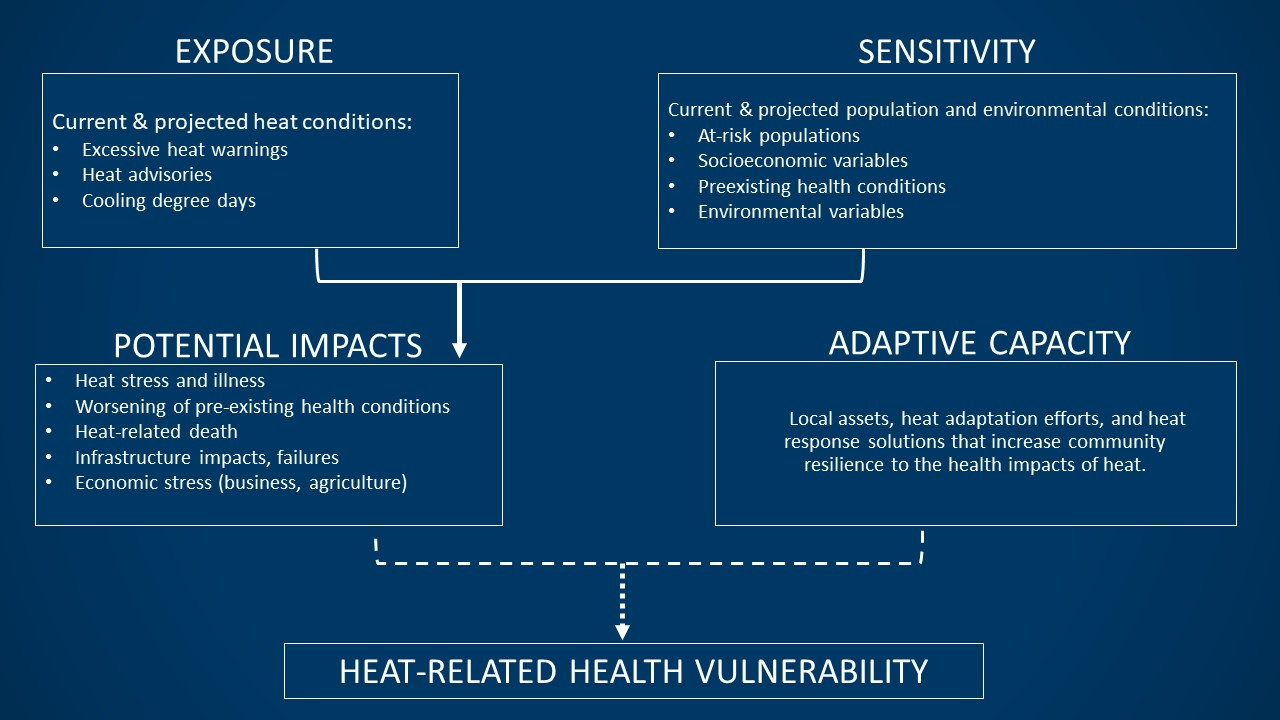 EXPOSURE
Current & projected heat conditions:
• Excessive heat warnings
• Heat advisories
• Cooling degree days
SENSITIVITY
Current & projected population and environmental conditions:
• At-risk populations
• Socioeconomic variables
• Preexisting health conditions
• Environmental variables
POTENTIAL IMPACTS
• Heat stress and illness
• Worsening of pre-existing health conditions
• Heat-related death
• Infrastructure impacts, failures
• Economic stress (business, agriculture)
ADAPTIVE CAPACITY
Local assets, heat adaptation efforts, and heat
response solutions that increase community
resilience to the health impacts of heat.
HEAT-RELATED HEALTH VULNERABILITY